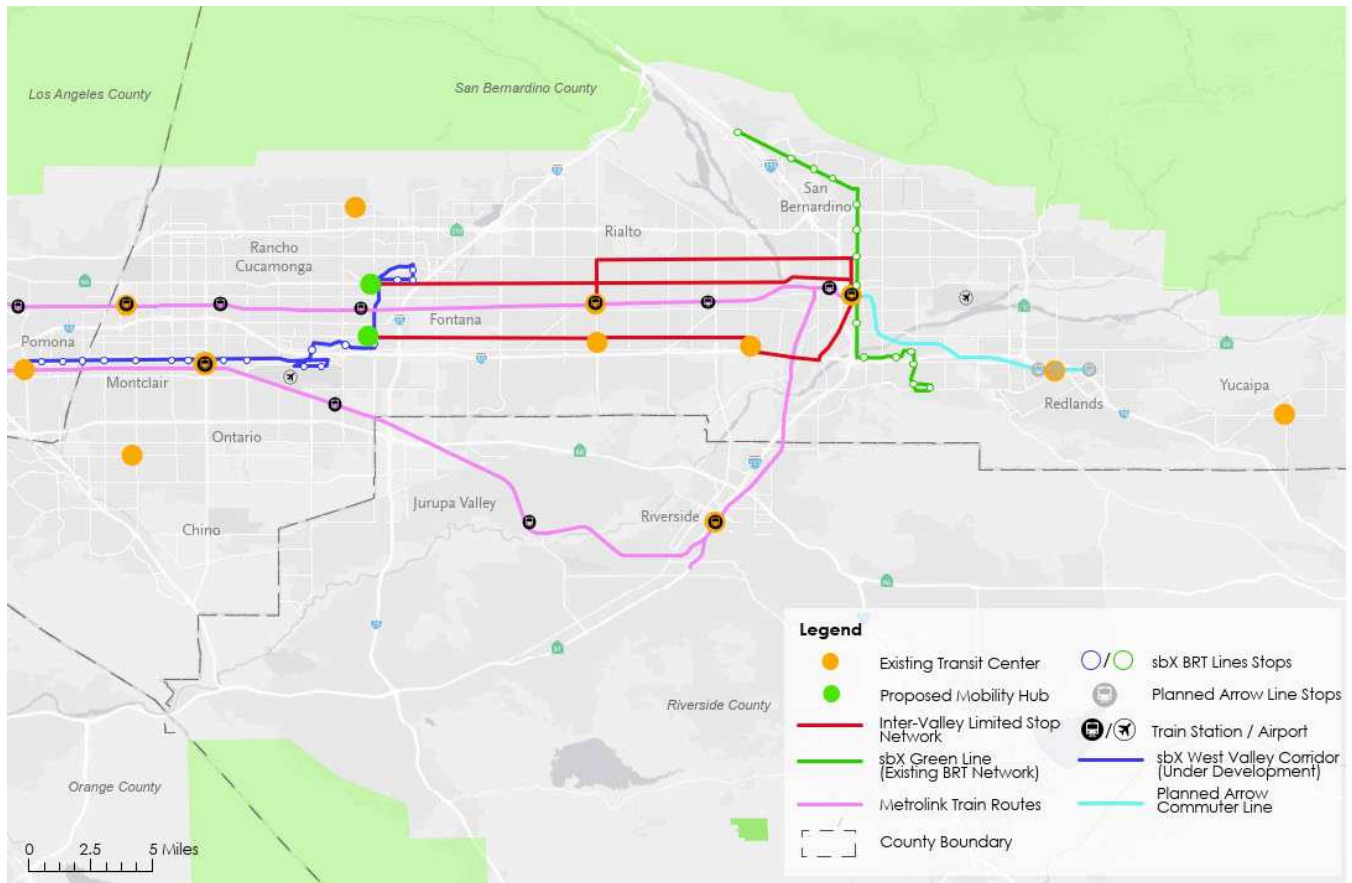 Los Angeles County
San Bernardino County
San
Bernardino
Rancho
Cucamonga
Rialto
Fontana
Pomona
Montclair
Ontario
Redlands
Yucaipa
Jurupa Valley
Riverside
Chino
Riverside County
Orange County
0 2.5 5 Miles
Legend
Existing Transit Center
Proposed Mobility Hub
Inter-Valley Limited Stop
Network
sbX Green Line
(Existing BRT Network)
Metrolink Train Routes
County Boundary
/ sbX BRT Lines Stops
Planned Arrow Line Stops
/ Train Station / Airport
sbX West Valley Corridor
(Under Development)
Planned Arrow
Commuter Line